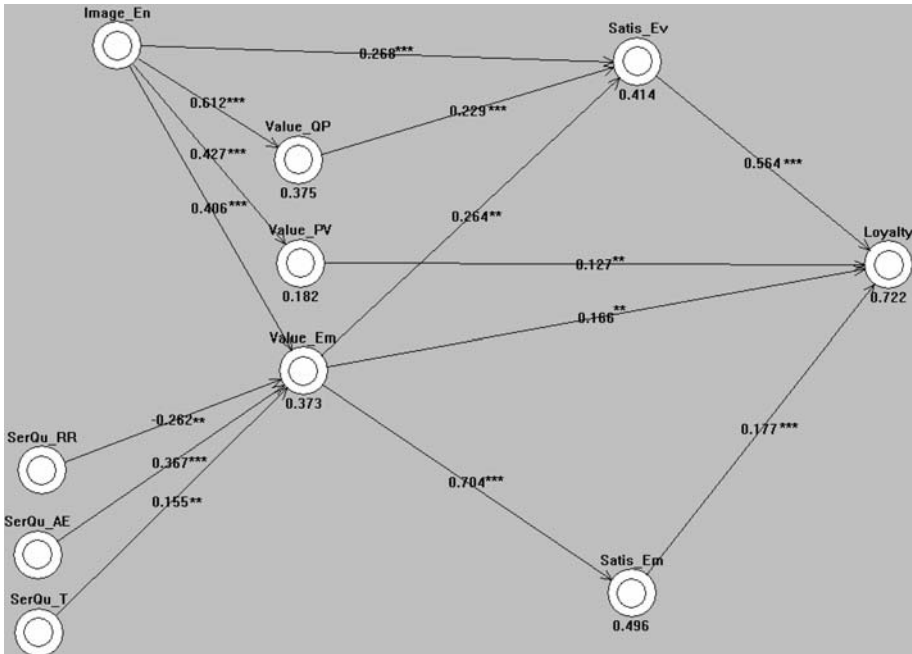 Image_En
Satis_Ev
0.268***
0.414
0.612***
Value_QP
0.229***
0.375
0.427***
0.564***
0.406***
Value_PV
0.264**
Loyalty
0.127**
0.182
0.722
0.166**
Value_Em
0.373
-0.262**
SerQu_RR
0.177***
0.367***
0.704***
0.155**
SerQu_AE
Satis_Em
SerQu_T
0.496